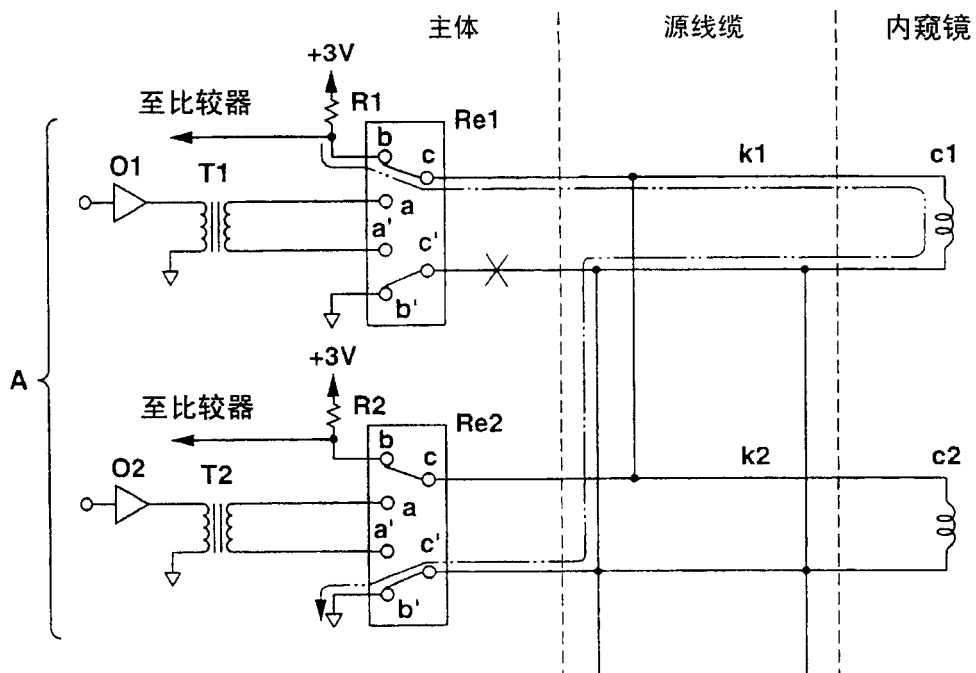 主体 源线缆 内窥镜
+3V
R1
至比较器
Re1
b
c
k1
c1
O1
T1
a
a'
c'
b'
+3V
A
R2
至比较器
Re2
b
c
k2
c2
O2
T2
a
a'
c'
b'